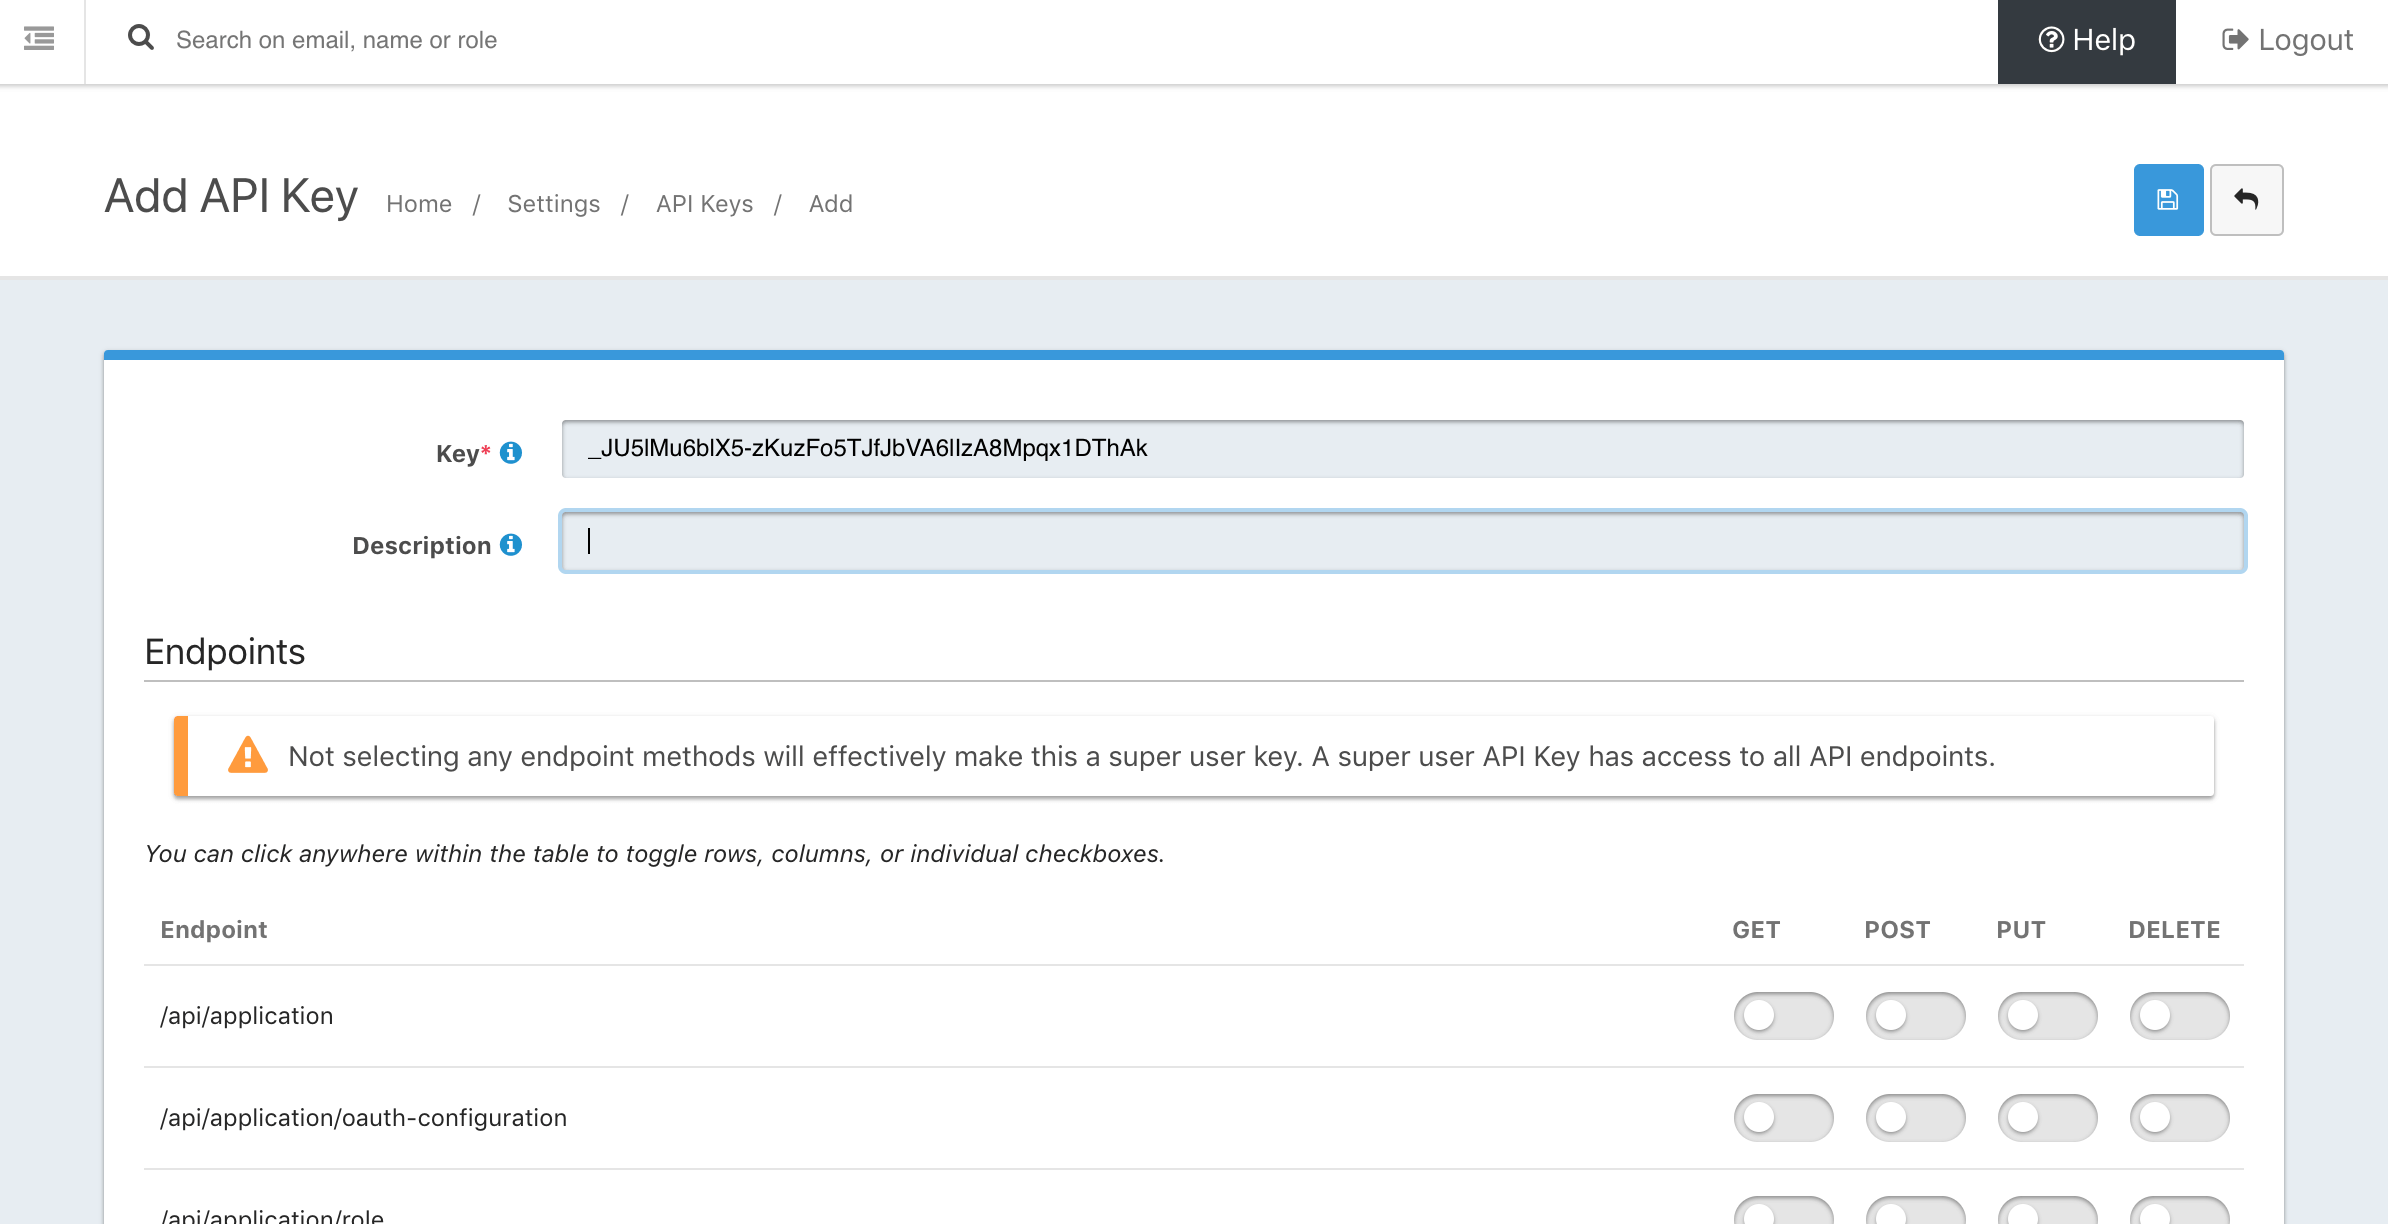 Search on email, name or role
Help
Logout
Add API Key
Home / Settings / API Keys / Add
Key*
_JU5lMu6blX5-zKuzFo5TJfJbVA6lIzA8Mpqx1DThAk
Description
Endpoints
Not selecting any endpoint methods will effectively make this a super user key. A super user API Key has access to all API endpoints.
You can click anywhere within the table to toggle rows, columns, or individual checkboxes.
Endpoint GET POST PUT DELETE
/api/application
/api/application/oauth-configuration
/api/application/role